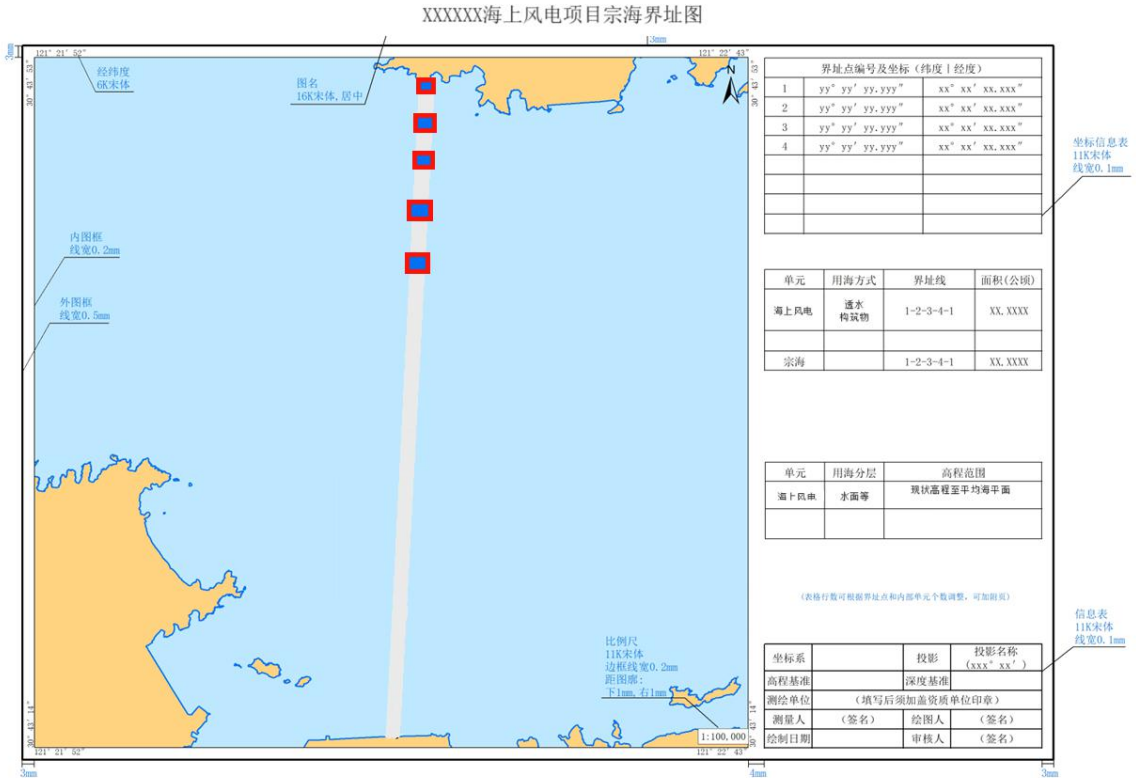 XXXXXX海上风电项目宗海界址图
3mm
3mm
121° 21′ 52″
121° 22′ 43″
30° 43′ 53″
30° 43′ 53″
经纬度
6K宋体
图名
16K宋体,居中
N
内图框
线宽0.2mm
外图框
线宽0.5mm
界址点编号及坐标（纬度|经度）
1 yy° yy′ yy.yyy″ xx° xx′ xx.xxx″
2 yy° yy′ yy.yyy″ xx° xx′ xx.xxx″
3 yy° yy′ yy.yyy″ xx° xx′ xx.xxx″
4 yy° yy′ yy.yyy″ xx° xx′ xx.xxx″
坐标信息表
11K宋体
线宽0.1mm
单元 用海方式 界址线 面积(公顷)
海上风电 透水构筑物 1-2-3-4-1 XX.XXXX
宗海 1-2-3-4-1 XX.XXXX
单元 用海分层 高程范围
海上风电 水面等 现状高程至平均海平面
（表格行数可根据界址点和内部单元个数调整，可加附页）
信息表
11K宋体
线宽0.1mm
比例尺
11K宋体
边框线宽0.2mm
距图廓:
下1mm,右1mm
坐标系 投影 投影名称
(xxx° xx′)
高程基准 深度基准
测绘单位 （填写后须加盖资质单位印章）
测量人 （签名） 绘图人 （签名）
绘制日期 审核人 （签名）
1:100,000
30° 43′ 14″
30° 43′ 14″
121° 21′ 52″
121° 22′ 43″
3mm
4mm
3mm